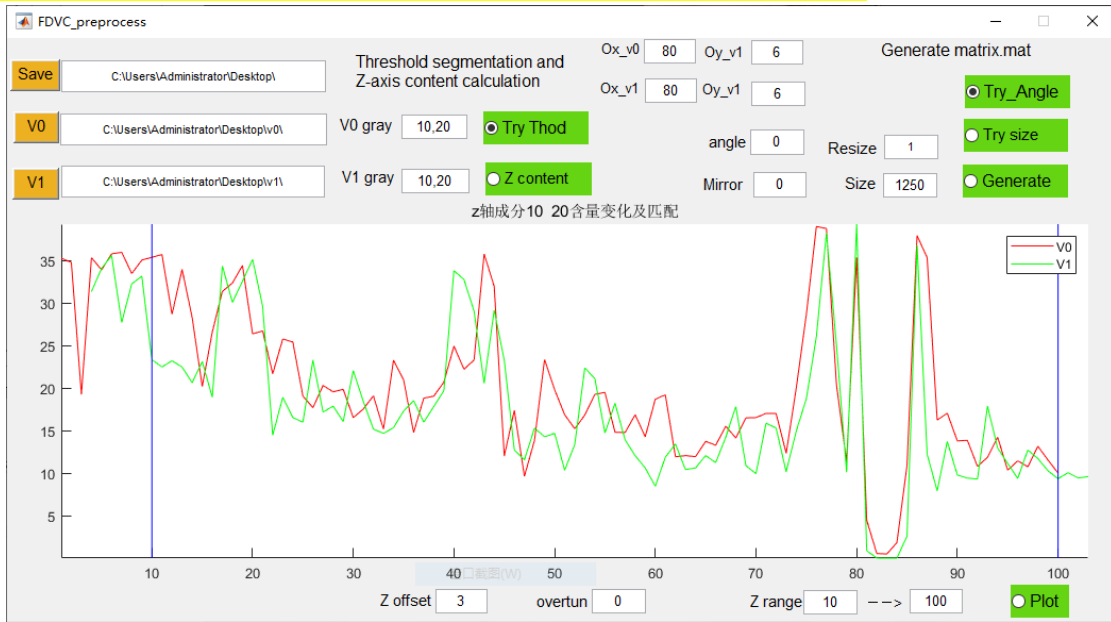 FDVC_preprocess
Save C:\Users\Administrator\Desktop\
Threshold segmentation and
Z-axis content calculation
Ox_v0 80 Oy_v1 6
Generate matrix.mat
Ox_v1 80 Oy_v1 6
Try_Angle
V0 C:\Users\Administrator\Desktop\v0\
V0 gray 10,20 Try Thod
angle 0 Resize 1 Try size
V1 C:\Users\Administrator\Desktop\v1\
V1 gray 10,20 Z content
Mirror 0 Size 1250 Generate
z轴成分10 20含量变化及匹配
V0
V1
35
30
25
20
15
10
5
10 20 30 40 50 60 70 80 90 100
截图(W)
Z offset 3 overtun 0 Z range 10 --> 100 Plot